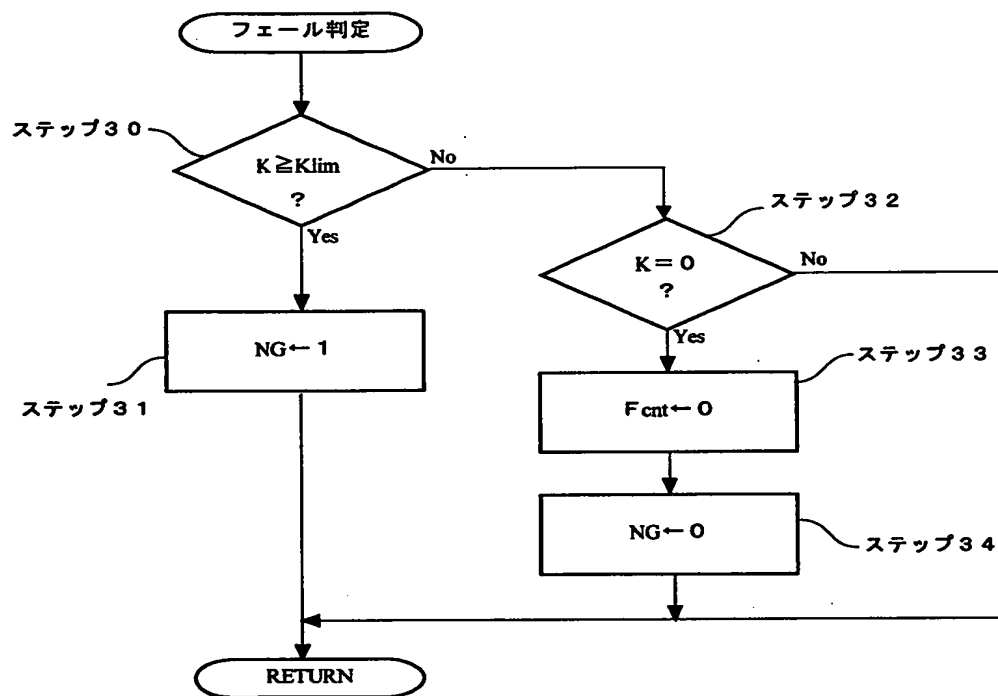 フェール判定
ステップ３０
K≧Klim
?
No
Yes
ステップ３２
K＝０
?
No
Yes
NG←１
ステップ３１
ステップ３３
Fcnt←０
NG←０
ステップ３４
RETURN